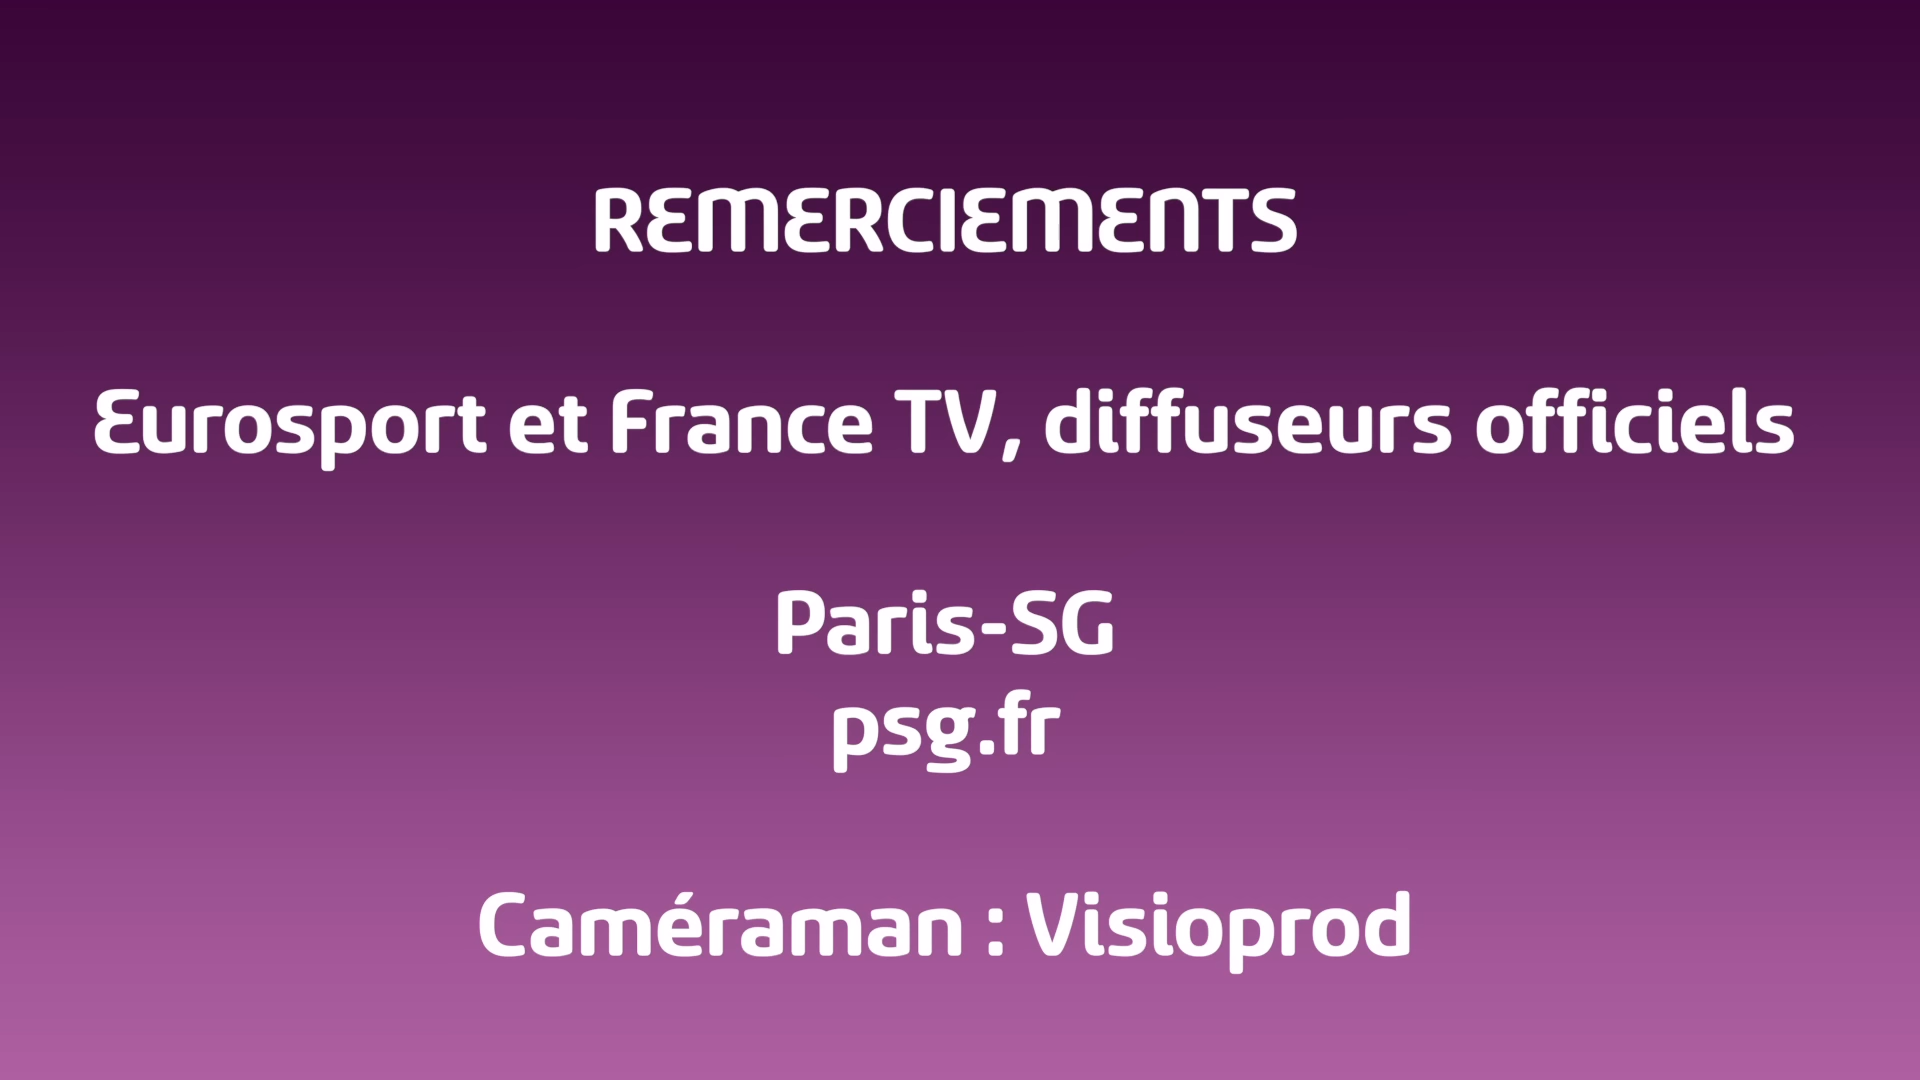 REMERCIEMENTS
Eurosport et France TV, diffuseurs officiels
Paris-SG
psg.fr
Caméraman : Visioprod